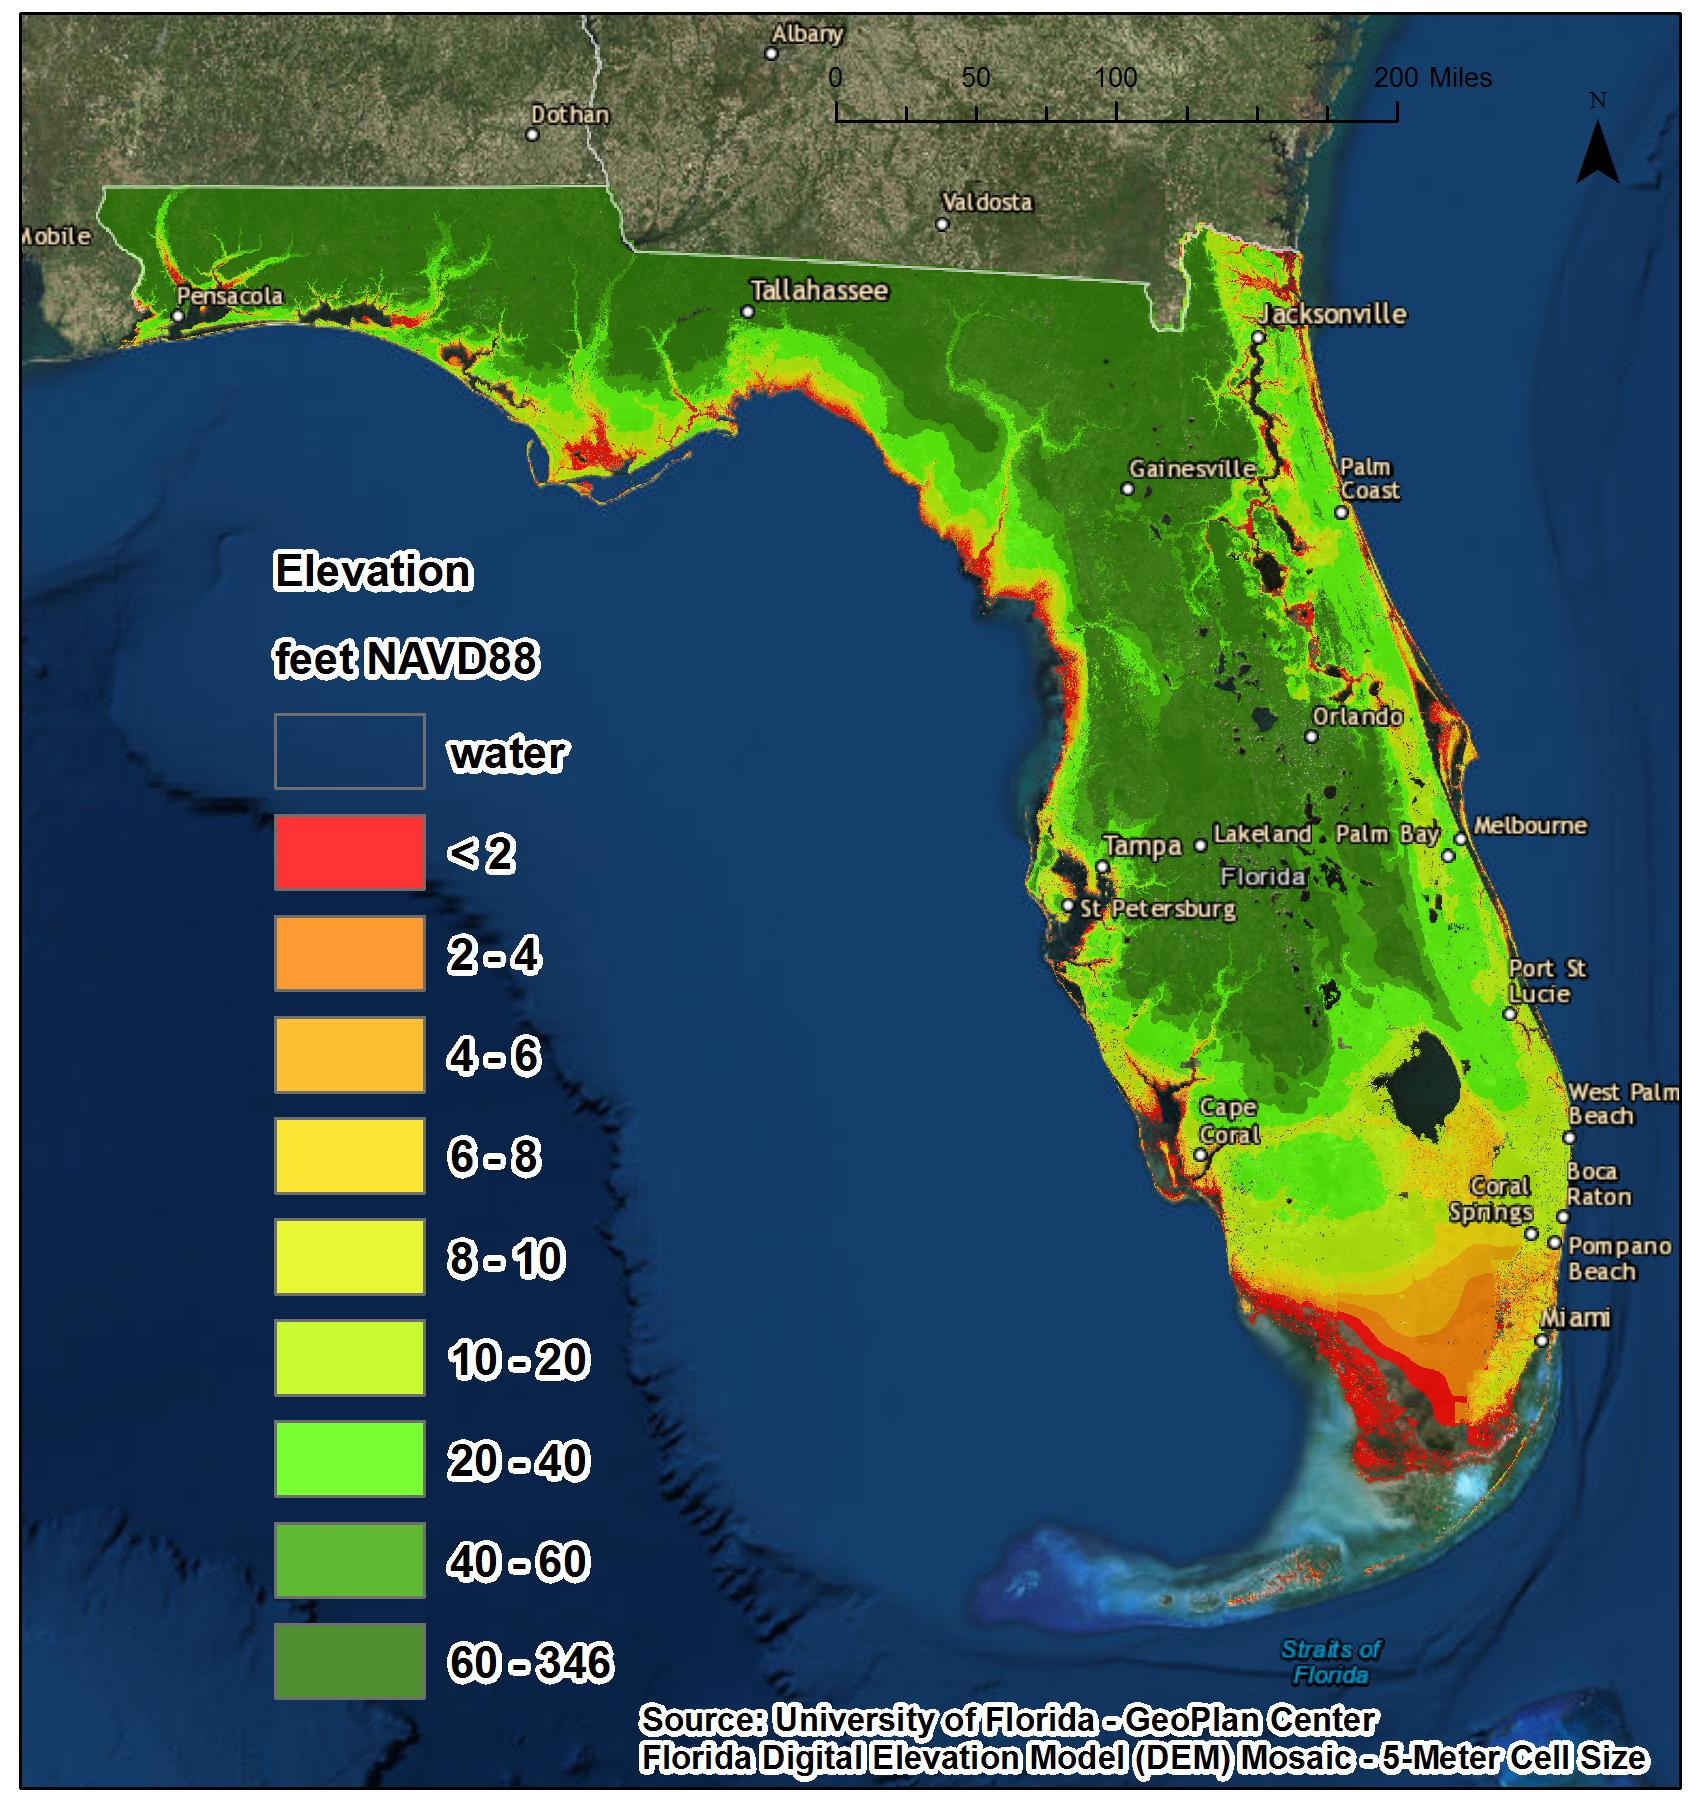 Albany
0 50 100 200 Miles
N
Dothan
Valdosta
Mobile
Pensacola
Tallahassee
Jacksonville
Gainesville
Palm
Coast
Elevation
feet NAVD88
water
< 2
2 - 4
4 - 6
6 - 8
8 - 10
10 - 20
20 - 40
40 - 60
60 - 346
Orlando
Tampa
Lakeland
Palm Bay
Melbourne
Florida
St Petersburg
Port St
Lucie
West Palm
Beach
Cape
Coral
Boca
Raton
Coral
Springs
Pompano
Beach
Miami
Straits of
Florida
Source: University of Florida - GeoPlan Center
Florida Digital Elevation Model (DEM) Mosaic - 5-Meter Cell Size